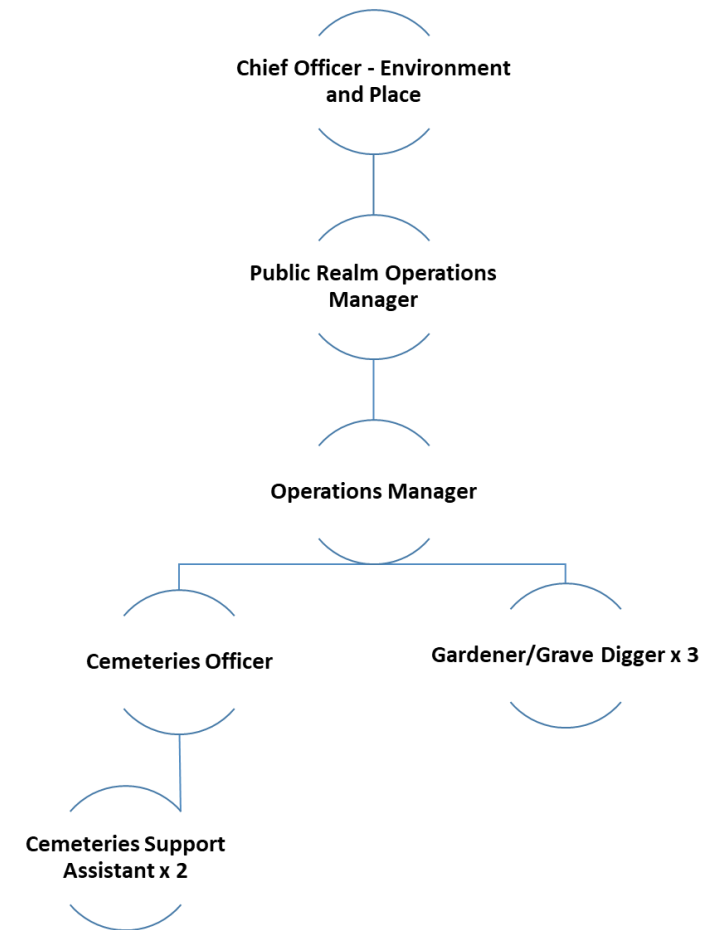 Chief Officer - Environment
and Place
Public Realm Operations
Manager
Operations Manager
Cemeteries Officer
Gardener/Grave Digger x 3
Cemeteries Support
Assistant x 2